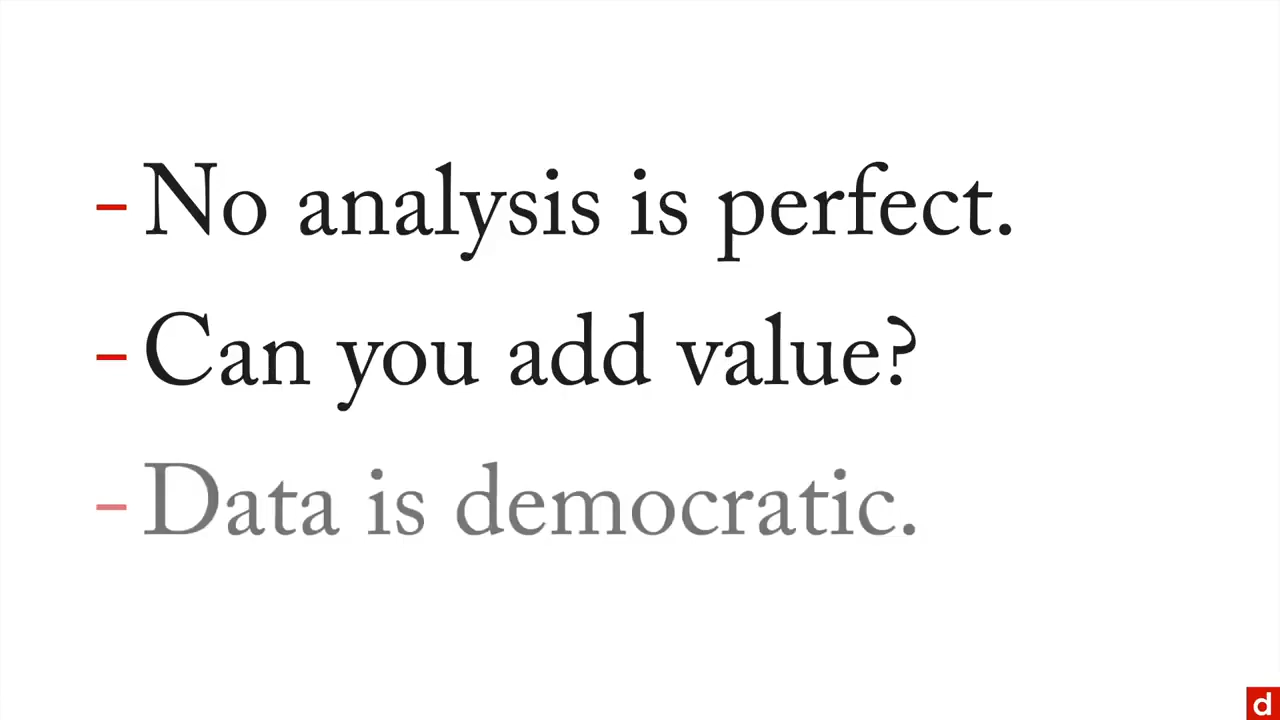 – No analysis is perfect.
– Can you add value?
– Data is democratic.
d